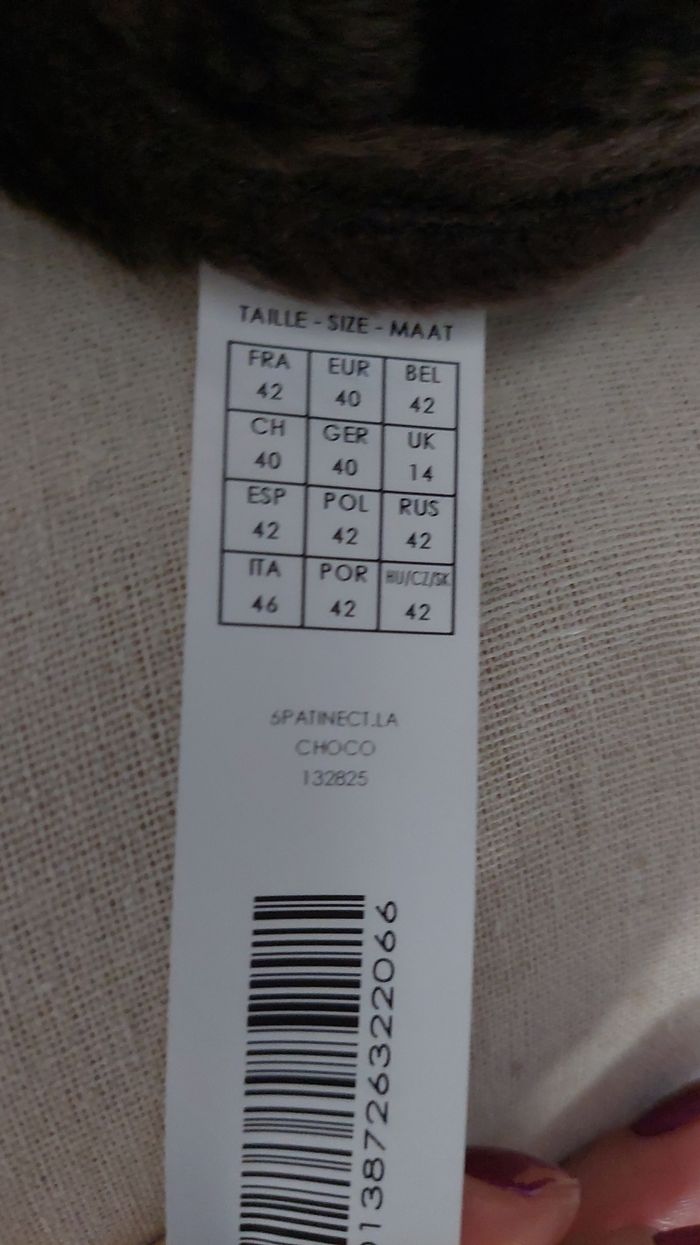 TAILLE - SIZE - MAAT
FRA EUR BEL
42 40 42
CH GER UK
40 40 14
ESP POL RUS
42 42 42
ITA POR HU/CZ/SK
46 42 42
6PATINECT.LA
CHOCO
132825
138726322066